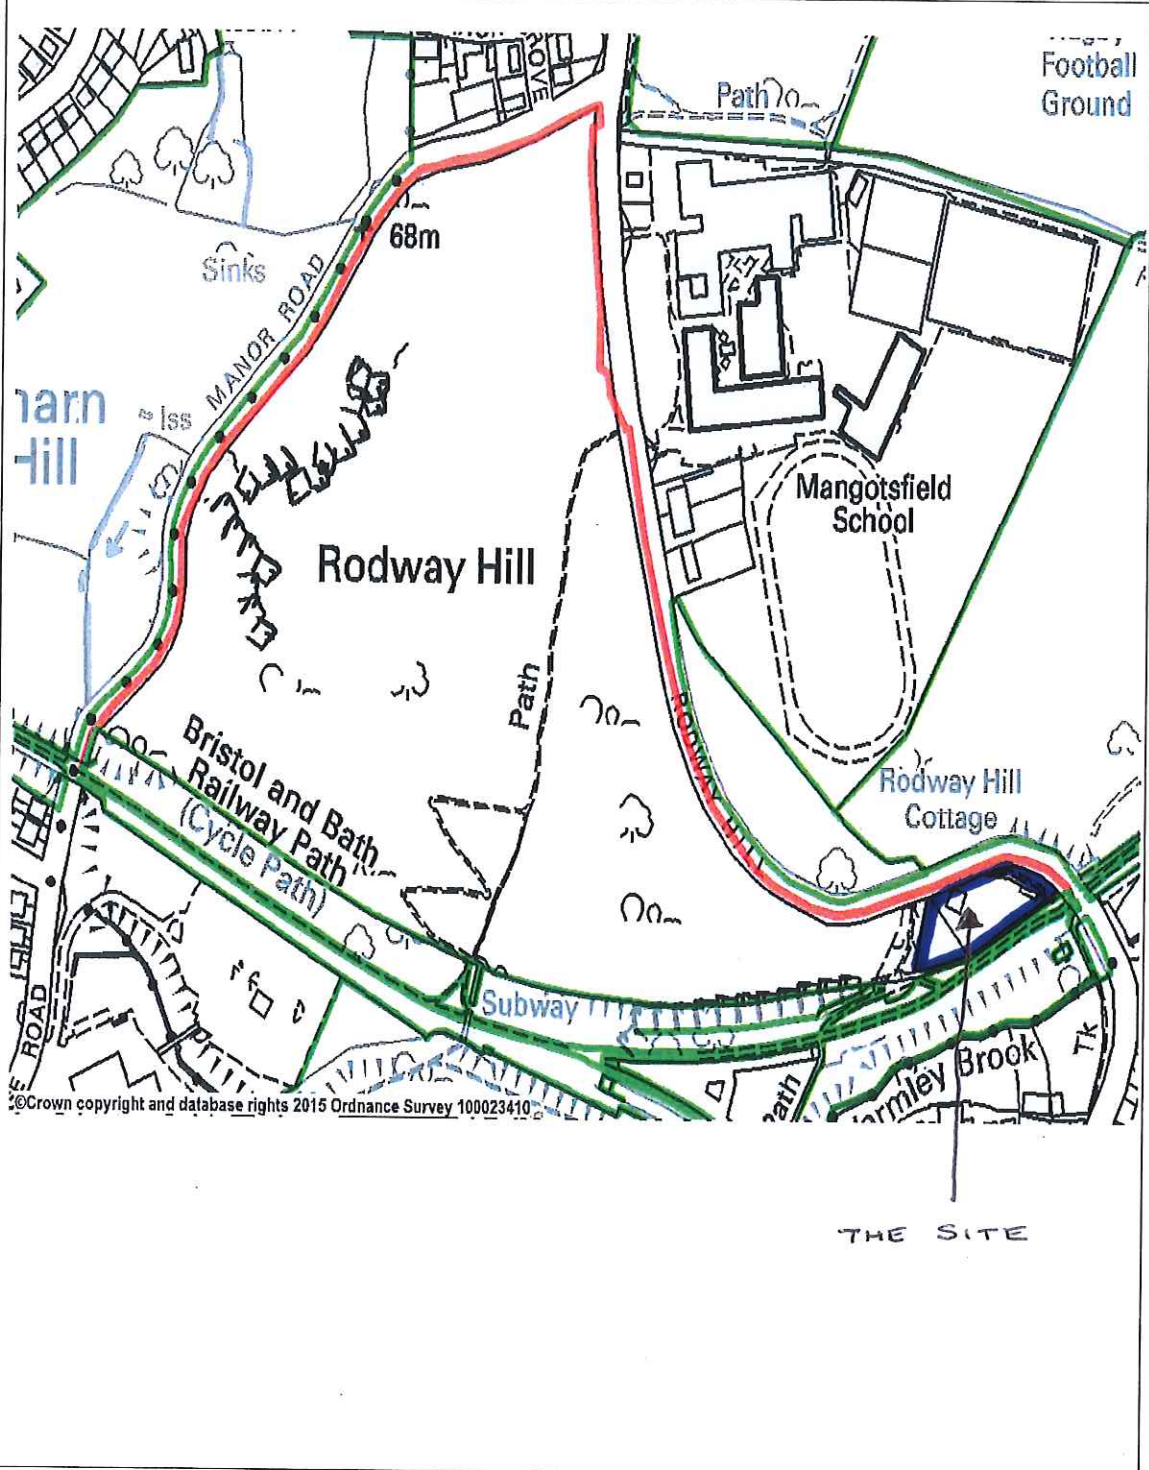 ROVE
Path
Football
Ground
68m
Sinks
MANOR ROAD
Iss
Hill
Mangotsfield
School
Rodway Hill
Path
RODWAY HILL
Bristol and Bath
Railway Path
(Cycle Path)
Rodway Hill
Cottage
Subway
ROAD
Brook
Tk
©Crown copyright and database rights 2015 Ordnance Survey 100023410
THE SITE